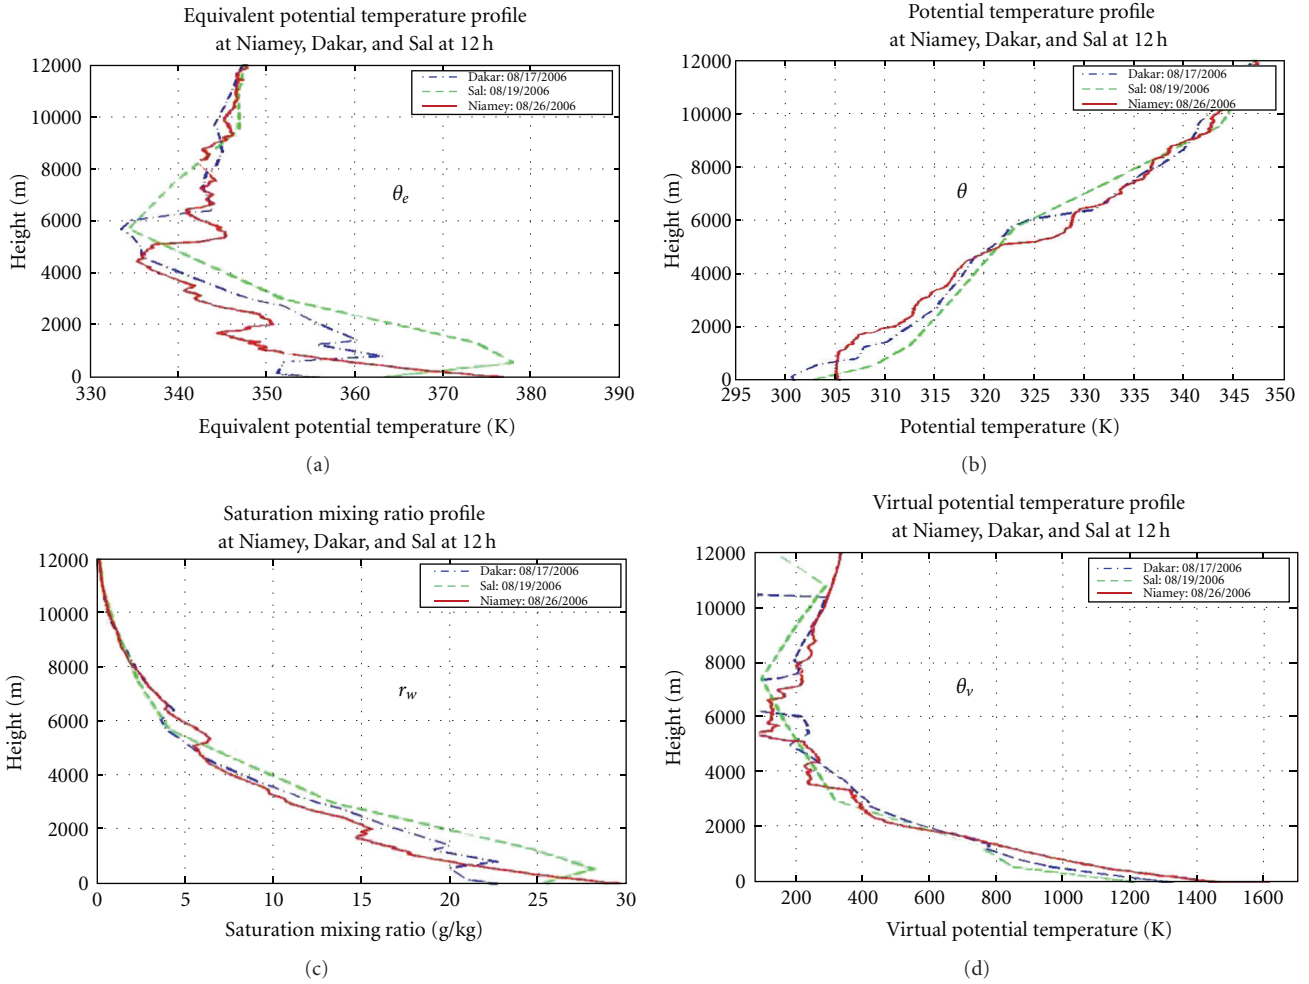 Equivalent potential temperature profile
at Niamey, Dakar, and Sal at 12 h
12000
10000
8000
6000
4000
2000
0
Height (m)
Dakar: 08/17/2006
Sal: 08/19/2006
Niamey: 08/26/2006
θe
330 340 350 360 370 380 390
Equivalent potential temperature (K)
(a)
Potential temperature profile
at Niamey, Dakar, and Sal at 12 h
12000
10000
8000
6000
4000
2000
0
Height (m)
Dakar: 08/17/2006
Sal: 08/19/2006
Niamey: 08/26/2006
θ
295 300 305 310 315 320 325 330 335 340 345 350
Potential temperature (K)
(b)
Saturation mixing ratio profile
at Niamey, Dakar, and Sal at 12 h
12000
10000
8000
6000
4000
2000
0
Height (m)
Dakar: 08/17/2006
Sal: 08/19/2006
Niamey: 08/26/2006
rw
0 5 10 15 20 25 30
Saturation mixing ratio (g/kg)
(c)
Virtual potential temperature profile
at Niamey, Dakar, and Sal at 12 h
12000
10000
8000
6000
4000
2000
0
Height (m)
Dakar: 08/17/2006
Sal: 08/19/2006
Niamey: 08/26/2006
θv
200 400 600 800 1000 1200 1400 1600
Virtual potential temperature (K)
(d)